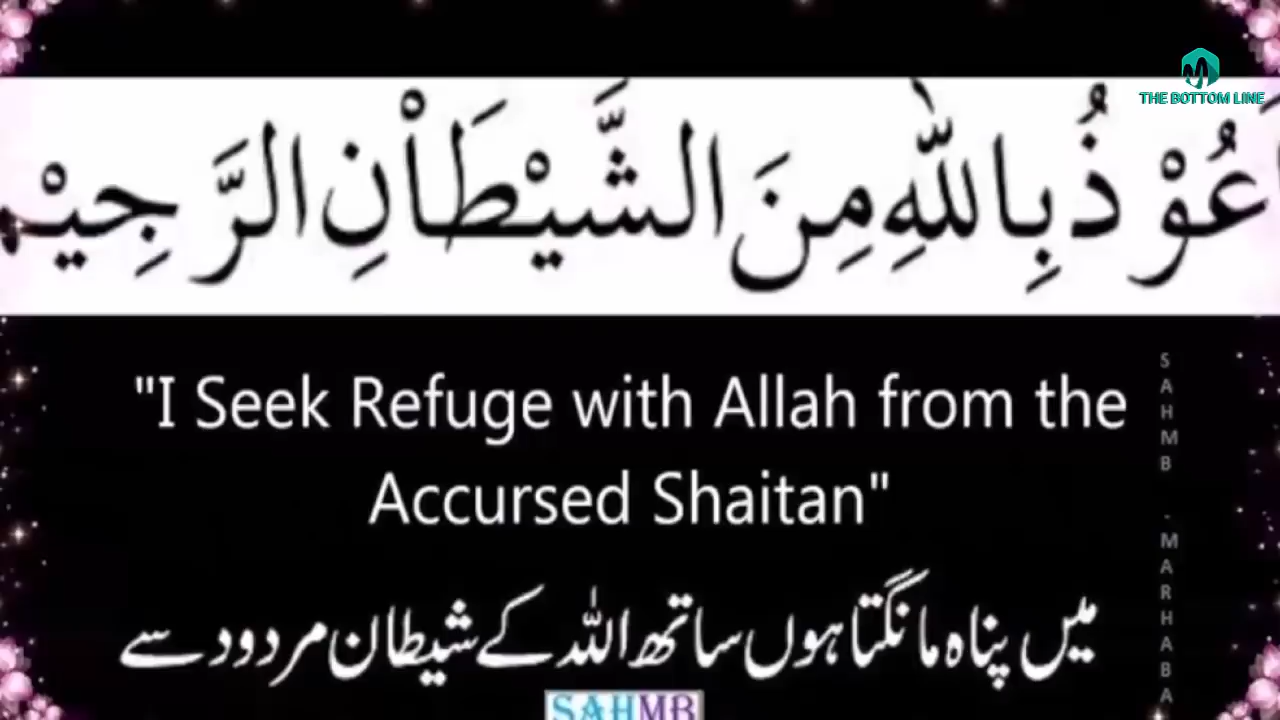 THE BOTTOM LINE
عُوْذُ بِاللّٰهِ مِنَ الشَّيْطَاْنِ الرَّجِيْم
"I Seek Refuge with Allah from the
Accursed Shaitan"
میں پناہ مانگتا ہوں ساتھ اللہ کے شیطان مردود سے
SAHMB - MARHABA
SAHMB